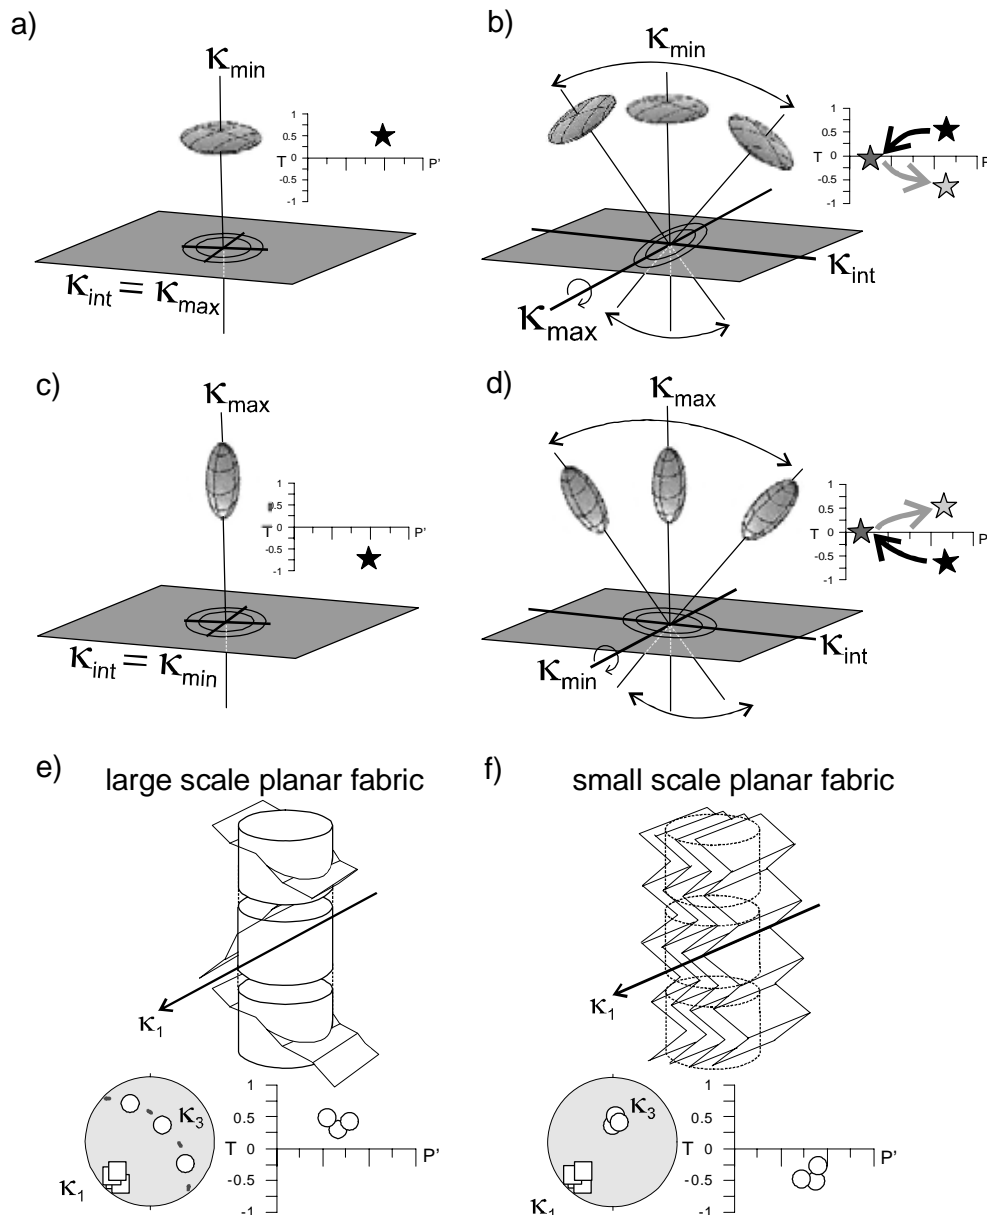 a)
κmin
1
0.5
T 0
-0.5
-1
P'
κint = κmax
b)
κmin
1
0.5
T 0
-0.5
-1
P
κint
κmax
c)
κmax
1
0.5
T 0
-0.5
-1
P'
κint = κmin
d)
κmax
1
0.5
T 0
-0.5
-1
P
κint
κmin
e)
large scale planar fabric
κ1
κ3
κ1
1
0.5
T 0
-0.5
-1
P'
f)
small scale planar fabric
κ1
κ3
κ1
1
0.5
T 0
-0.5
-1
P'